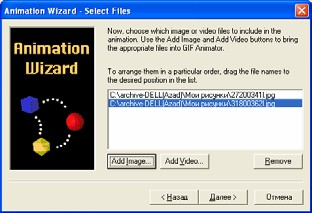 Animation Wizard - Select Files
Animation
Wizard
Now, choose which image or video files to include in the
animation. Use the Add Image and Add Video buttons to bring
the appropriate files into GIF Animator.
To arrange them in a particular order, drag the file names to
the desired position in the list.
C:\archive-DELL(Azad)\Мои рисунки\27200341l.jpg
C:\archive-DELL(Azad)\Мои рисунки\31800362l.jpg
Add Image... Add Video... Remove
< Назад Далее > Отмена